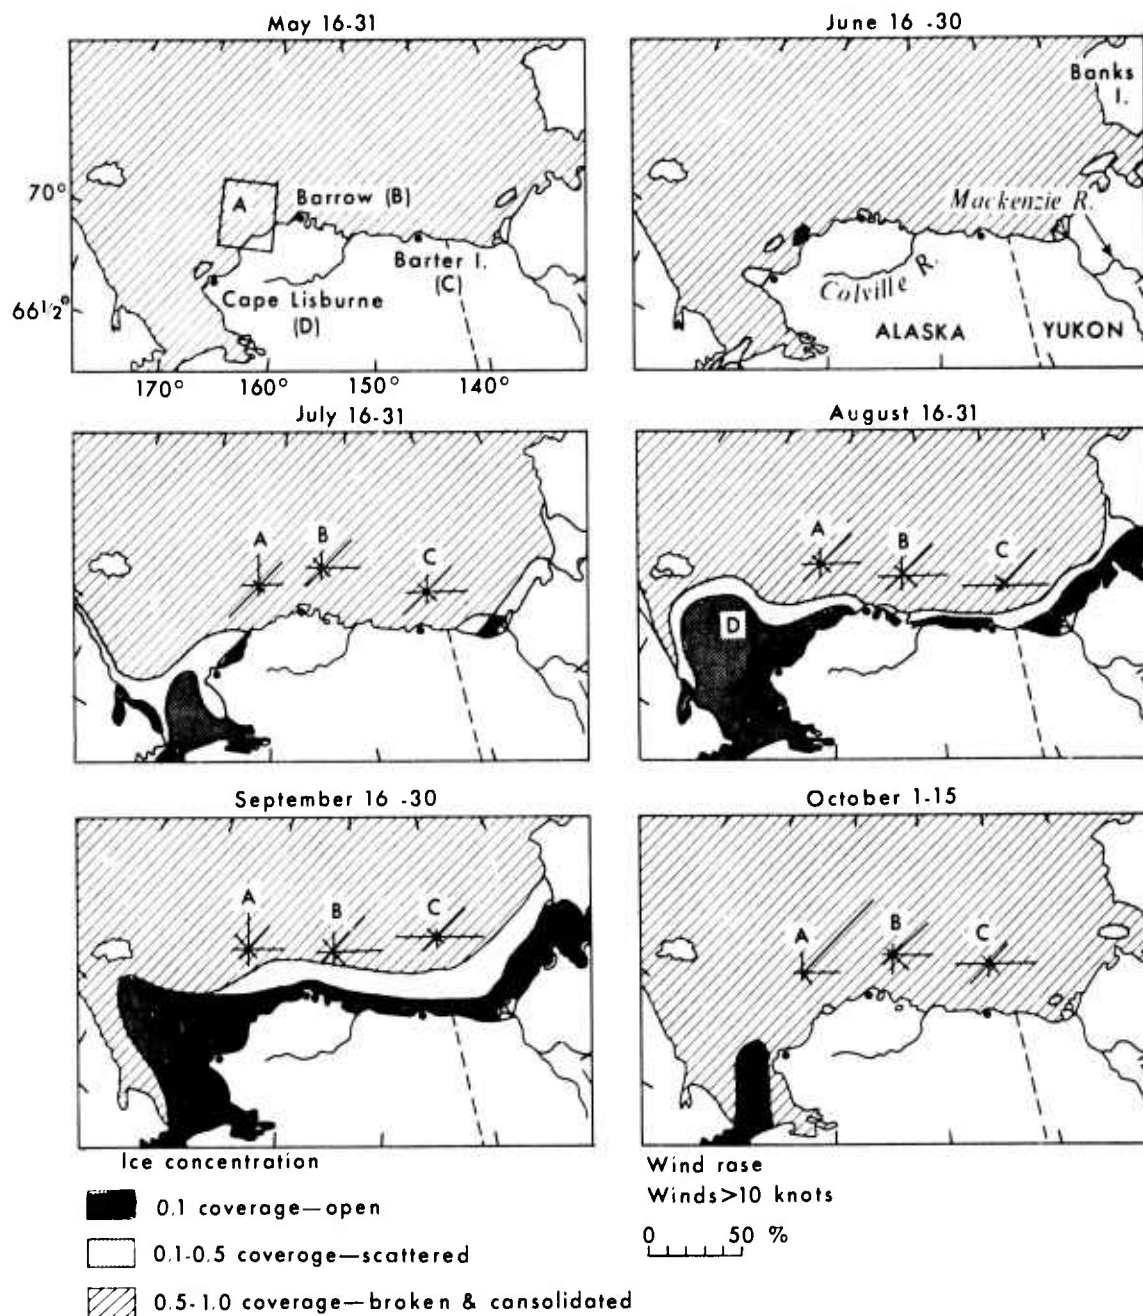 May 16-31
June 16 -30
Banks
I.
70°
A
Barrow (B)
Mackenzie R.
Barter I.
(C)
Colville R.
66½°
Cape Lisburne
(D)
ALASKA
YUKON
170°
160°
150°
140°
July 16-31
August 16-31
A
B
C
A
B
C
D
September 16 -30
October 1-15
A
B
C
A
B
C
Ice concentration
Wind rase
Winds>10 knots
0.1 coverage—open
0
50 %
0.1-0.5 coverage—scattered
0.5-1.0 coverage—broken & cansolidated